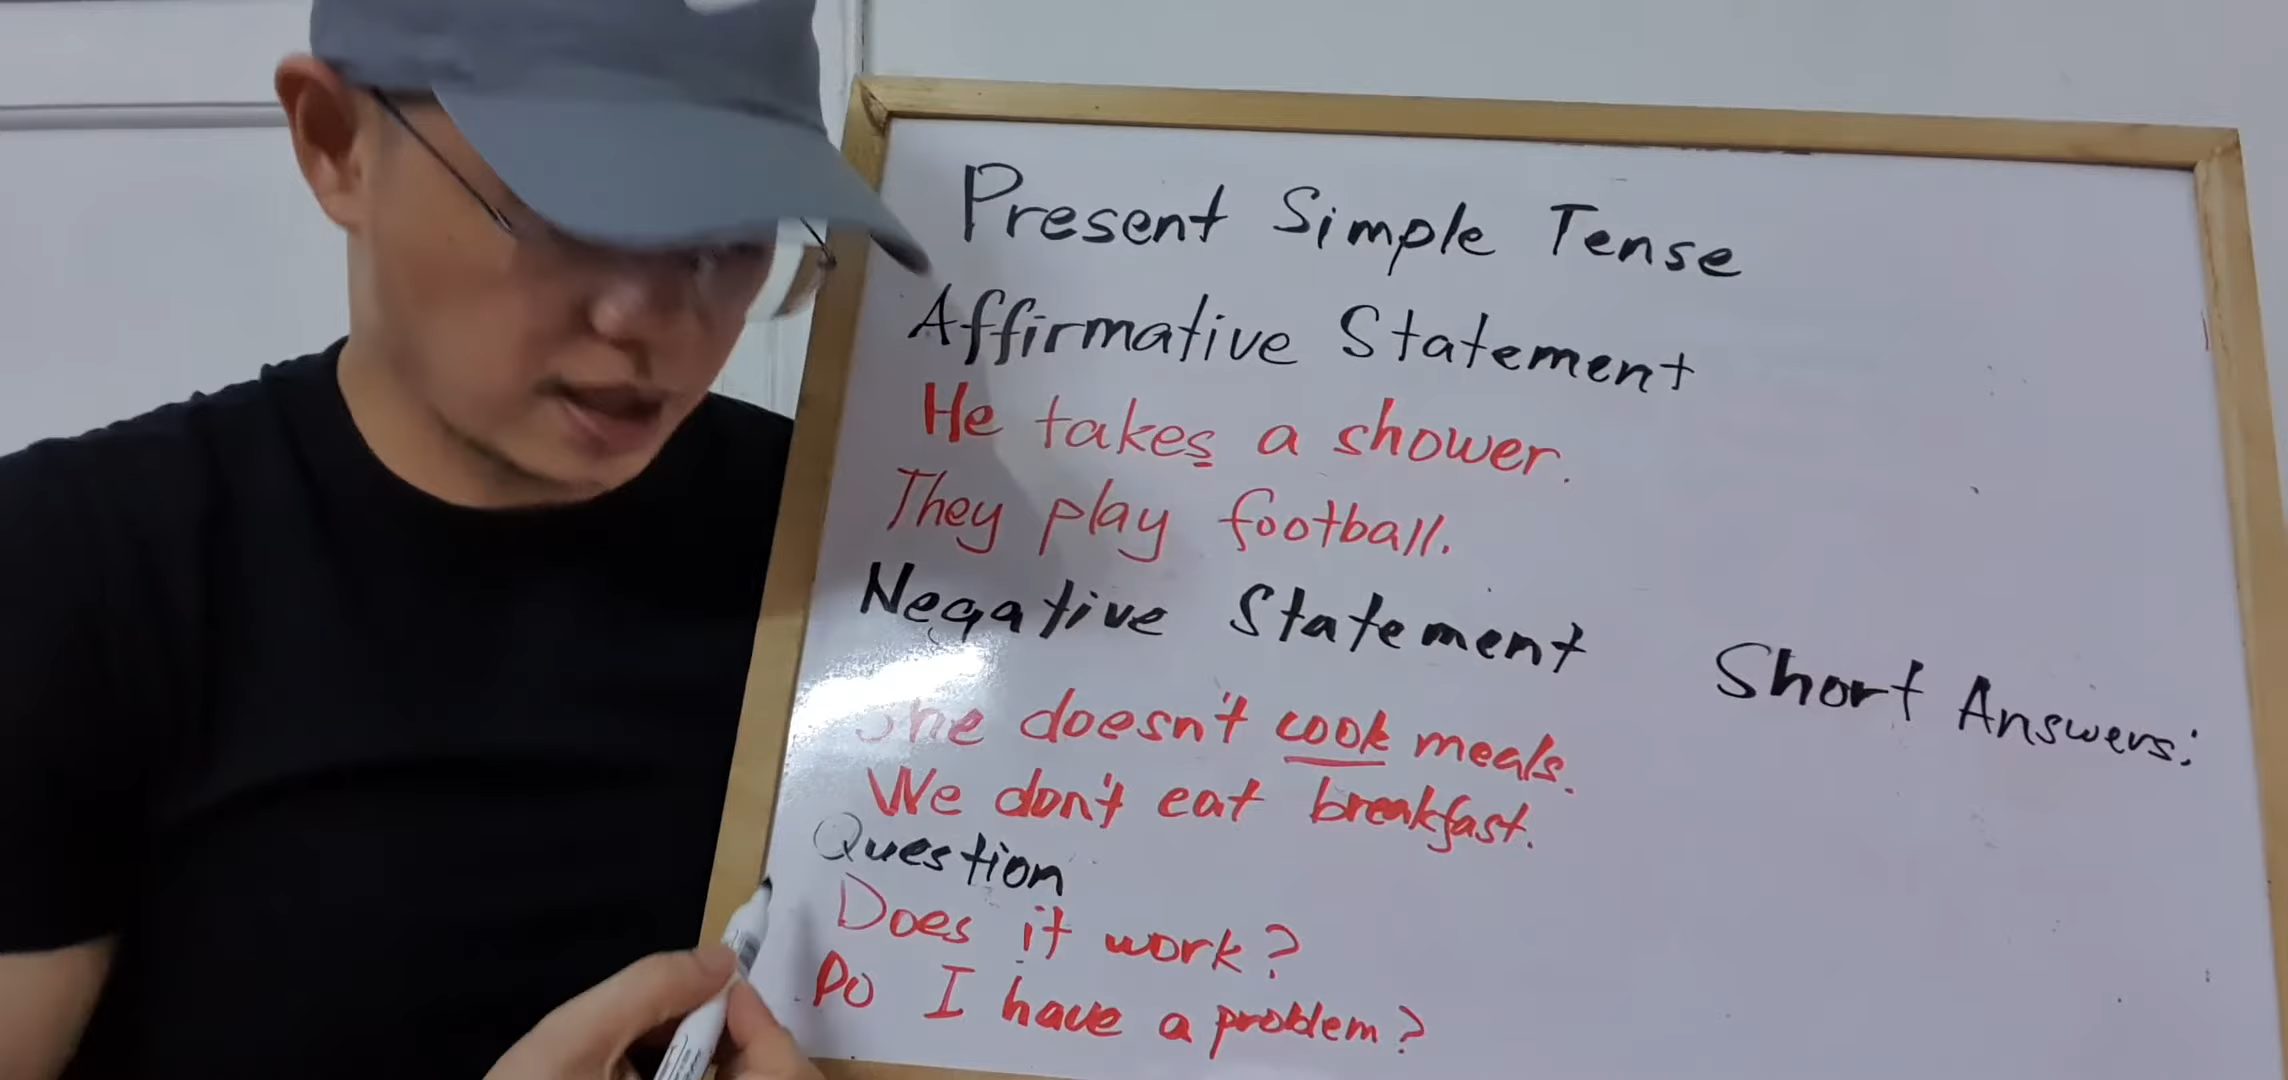 Present Simple Tense
Affirmative Statement
He takes a shower.
They play football.
Negative Statement
Short Answers:
She doesn't cook meals.
We don't eat breakfast.
Question
Does it work?
Do I have a problem?